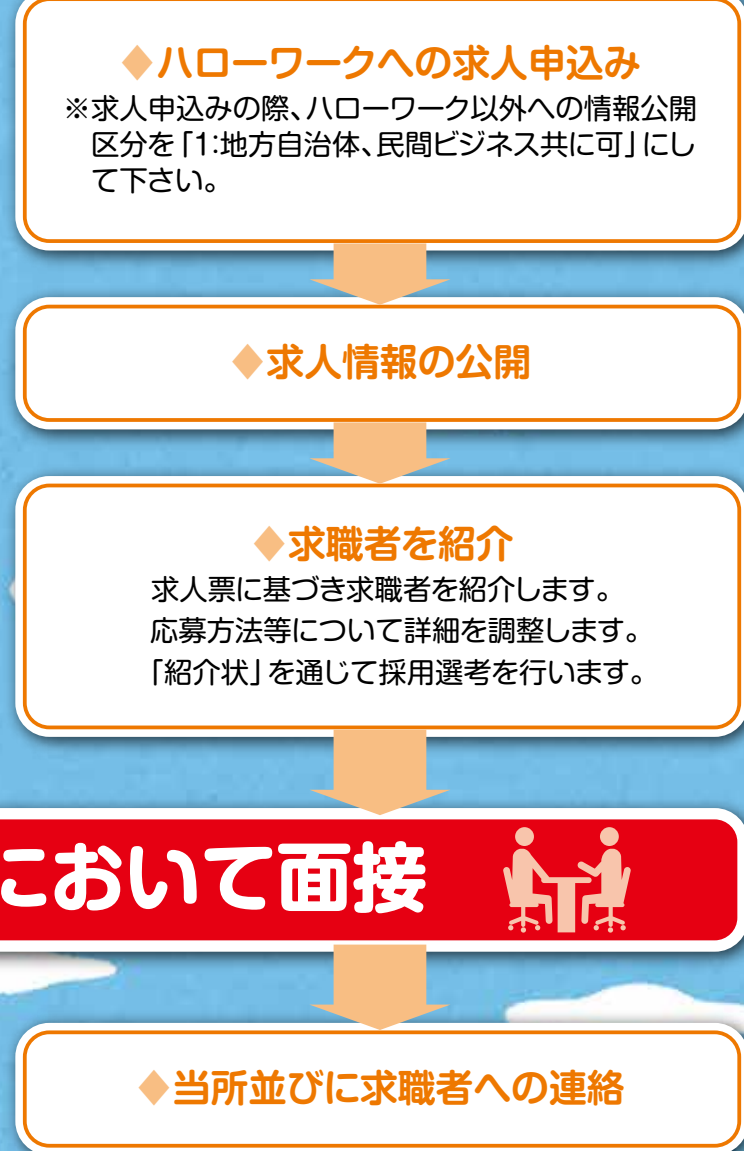 ◆ハローワークへの求人申込み
※求人申込みの際、ハローワーク以外への情報公開
区分を「1:地方自治体、民間ビジネス共に可」にし
て下さい。
◆求人情報の公開
◆求職者を紹介
求人票に基づき求職者を紹介します。
応募方法等について詳細を調整します。
「紹介状」を通じて採用選考を行います。
において面接
◆当所並びに求職者への連絡